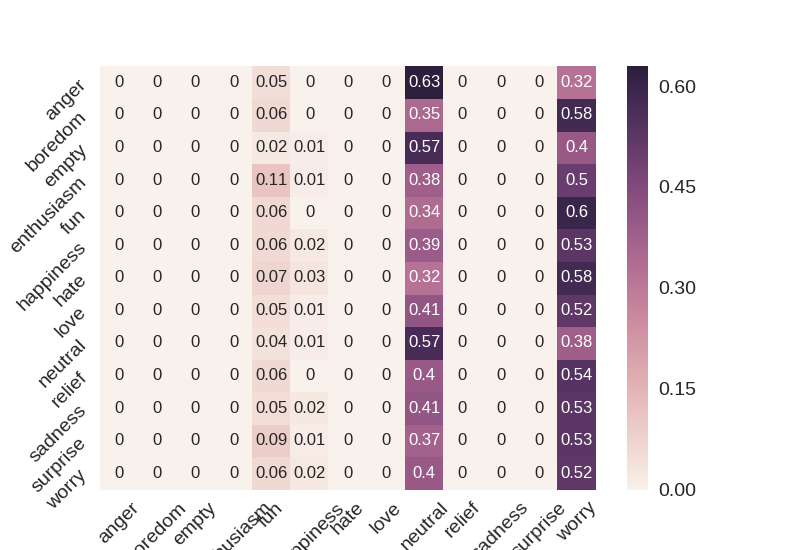 anger 0 0 0 0 0.05 0 0 0 0.63 0 0 0 0.32
boredom 0 0 0 0 0.06 0 0 0 0.35 0 0 0 0.58
empty 0 0 0 0 0.02 0.01 0 0 0.57 0 0 0 0.4
enthusiasm 0 0 0 0 0.11 0.01 0 0 0.38 0 0 0 0.5
fun 0 0 0 0 0.06 0 0 0 0.34 0 0 0 0.6
happiness 0 0 0 0 0.06 0.02 0 0 0.39 0 0 0 0.53
hate 0 0 0 0 0.07 0.03 0 0 0.32 0 0 0 0.58
love 0 0 0 0 0.05 0.01 0 0 0.41 0 0 0 0.52
neutral 0 0 0 0 0.04 0.01 0 0 0.57 0 0 0 0.38
relief 0 0 0 0 0.06 0 0 0 0.4 0 0 0 0.54
sadness 0 0 0 0 0.05 0.02 0 0 0.41 0 0 0 0.53
surprise 0 0 0 0 0.09 0.01 0 0 0.37 0 0 0 0.53
worry 0 0 0 0 0.06 0.02 0 0 0.4 0 0 0 0.52
anger oredom empty husiasm fun ppiness hate love neutral relief adness surprise worry
0.60
0.45
0.30
0.15
0.00